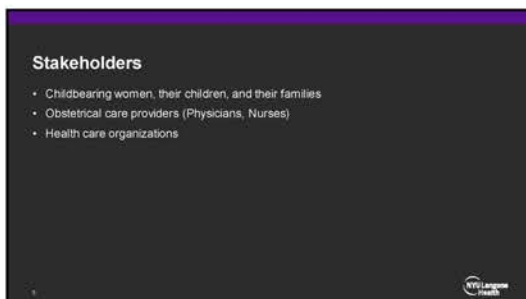 Stakeholders
• Childbearing women, their children, and their families
• Obstetrical care providers (Physicians, Nurses)
• Health care organizations
NYU Langone
Health